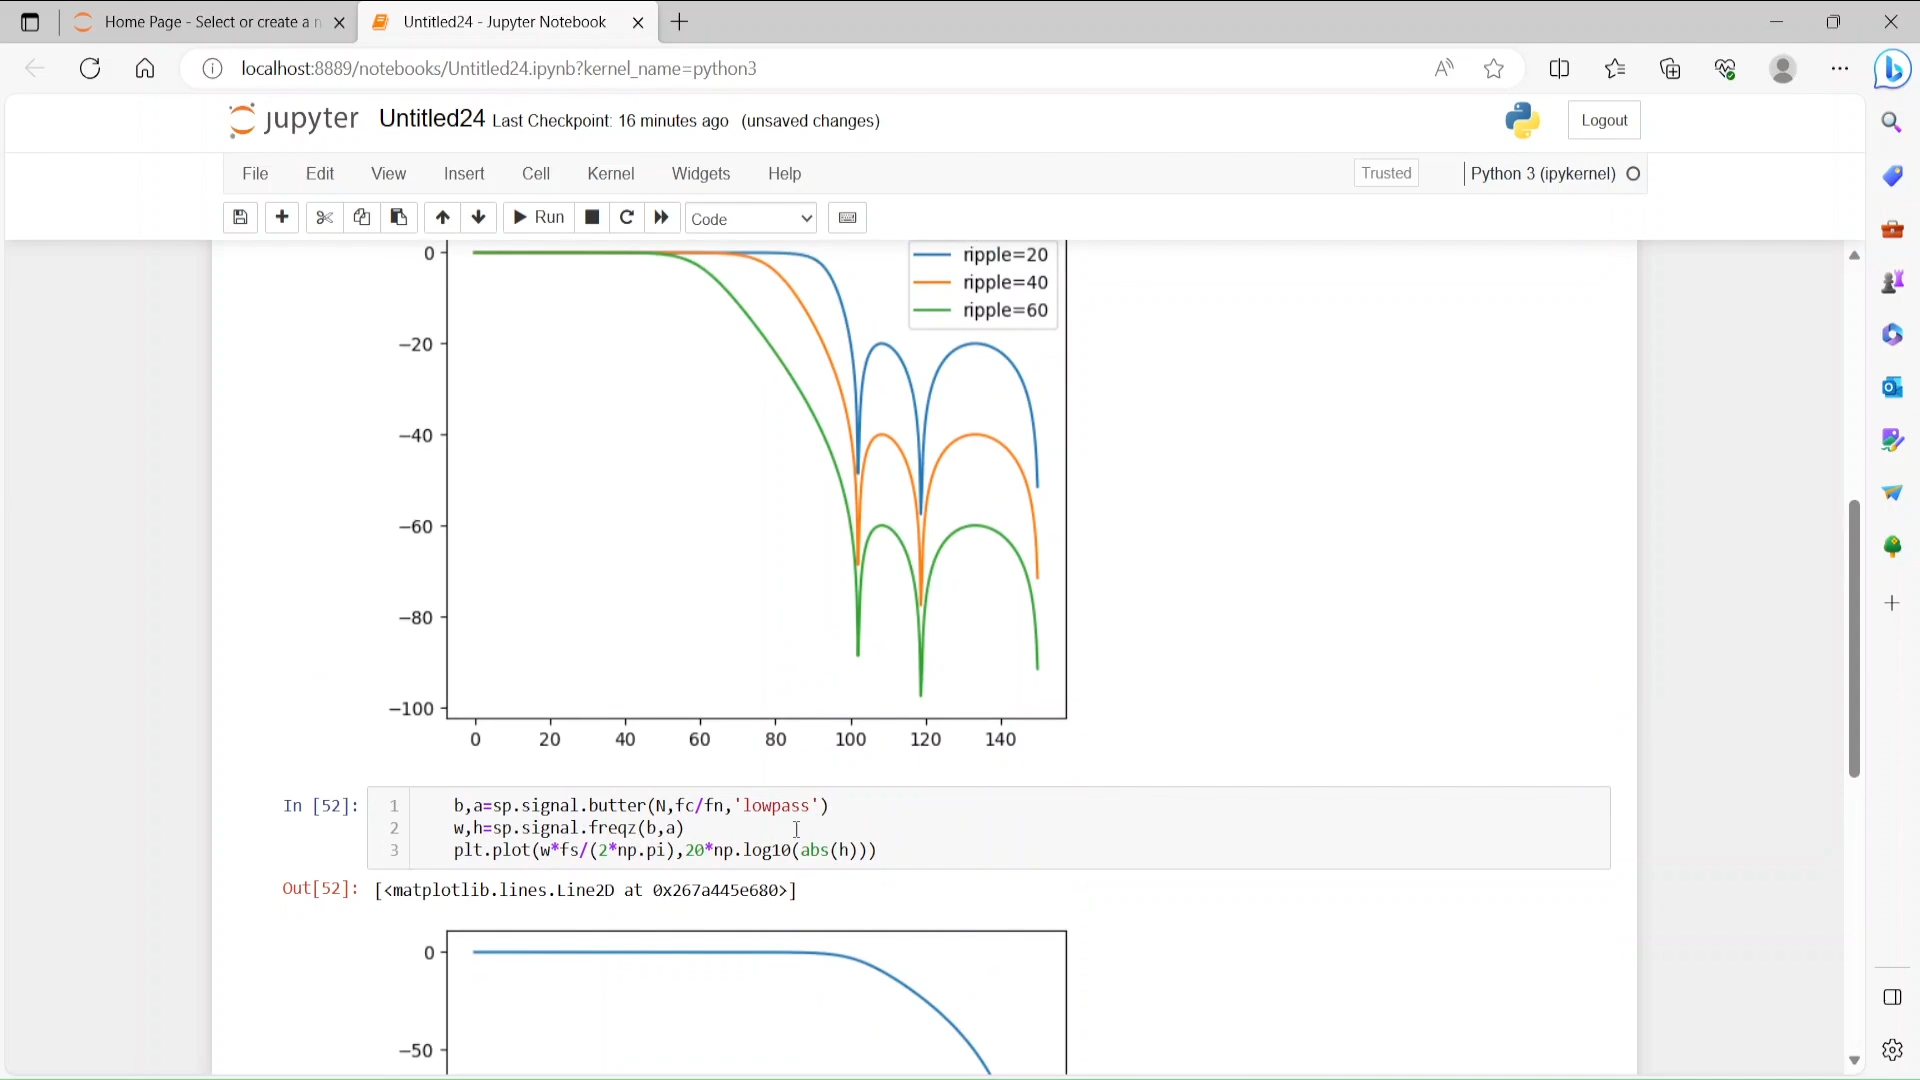 Home Page - Select or create a n
Untitled24 - Jupyter Notebook
localhost:8889/notebooks/Untitled24.ipynb?kernel_name=python3
jupyter Untitled24 Last Checkpoint: 16 minutes ago (unsaved changes)
Logout
File Edit View Insert Cell Kernel Widgets Help
Trusted Python 3 (ipykernel)
Run Code
0
−20
−40
−60
−80
−100
ripple=20
ripple=40
ripple=60
0 20 40 60 80 100 120 140
In [52]:
1 b,a=sp.signal.butter(N,fc/fn,'lowpass')
2 w,h=sp.signal.freqz(b,a)
3 plt.plot(w*fs/(2*np.pi),20*np.log10(abs(h)))
Out[52]: [<matplotlib.lines.Line2D at 0x267a445e680>]
0
−50